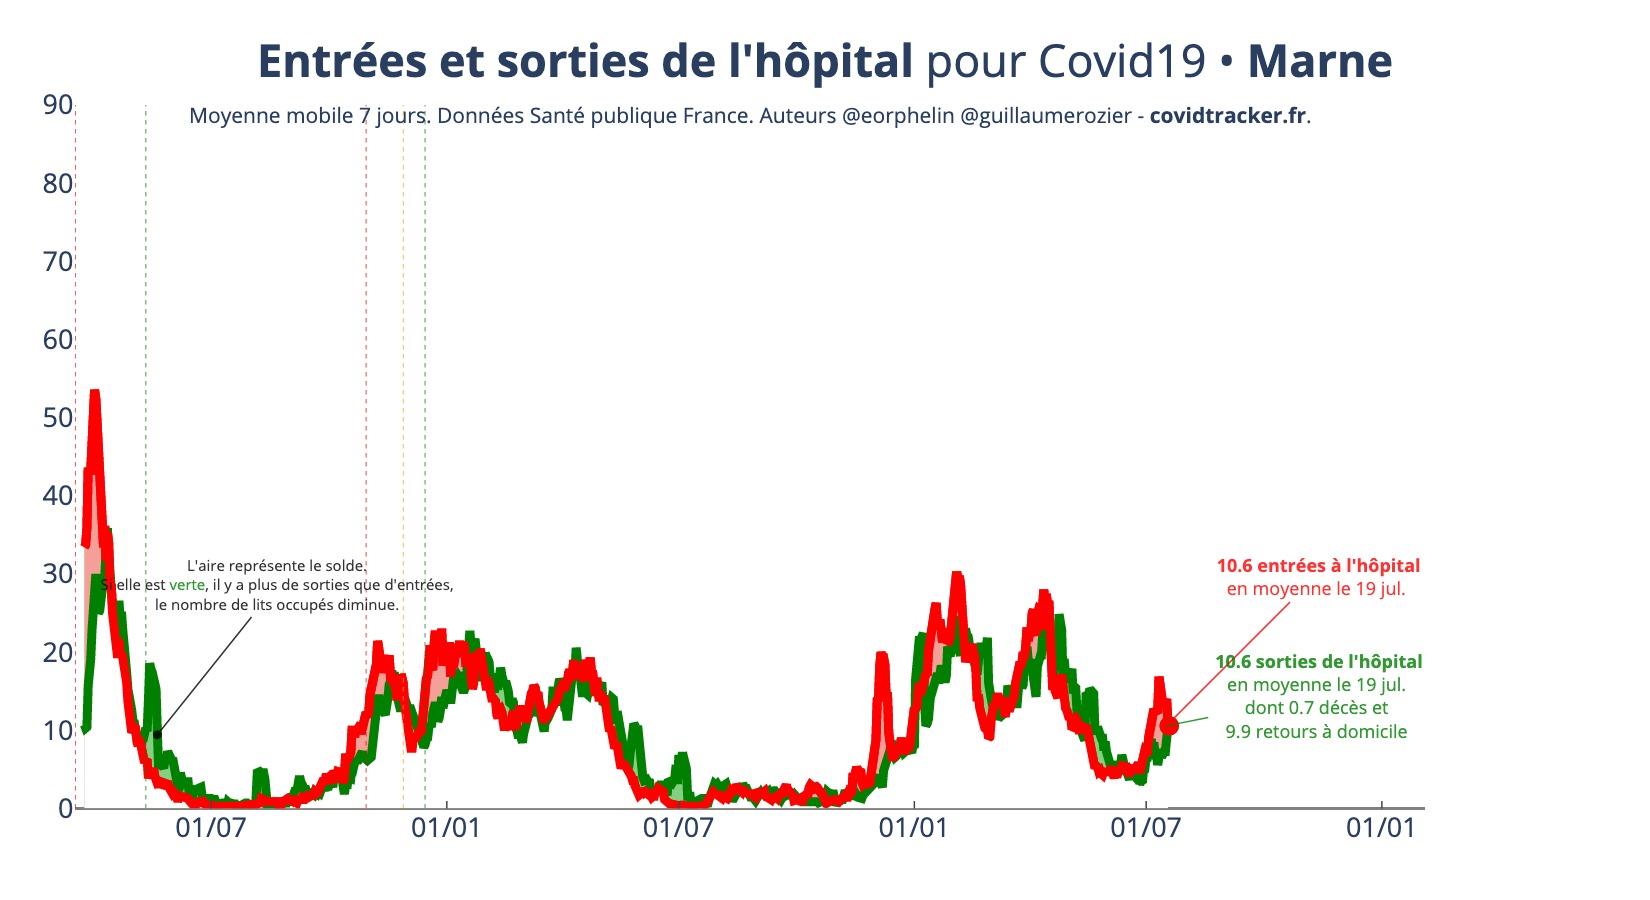 Entrées et sorties de l'hôpital pour Covid19 • Marne
Moyenne mobile 7 jours. Données Santé publique France. Auteurs @eorphelin @guillaumerozier - covidtracker.fr.
90
80
70
60
50
40
30
20
10
0
L'aire représente le solde.
Si elle est verte, il y a plus de sorties que d'entrées,
le nombre de lits occupés diminue.
10.6 entrées à l'hôpital
en moyenne le 19 jul.
10.6 sorties de l'hôpital
en moyenne le 19 jul.
dont 0.7 décès et
9.9 retours à domicile
01/07
01/01
01/07
01/01
01/07
01/01